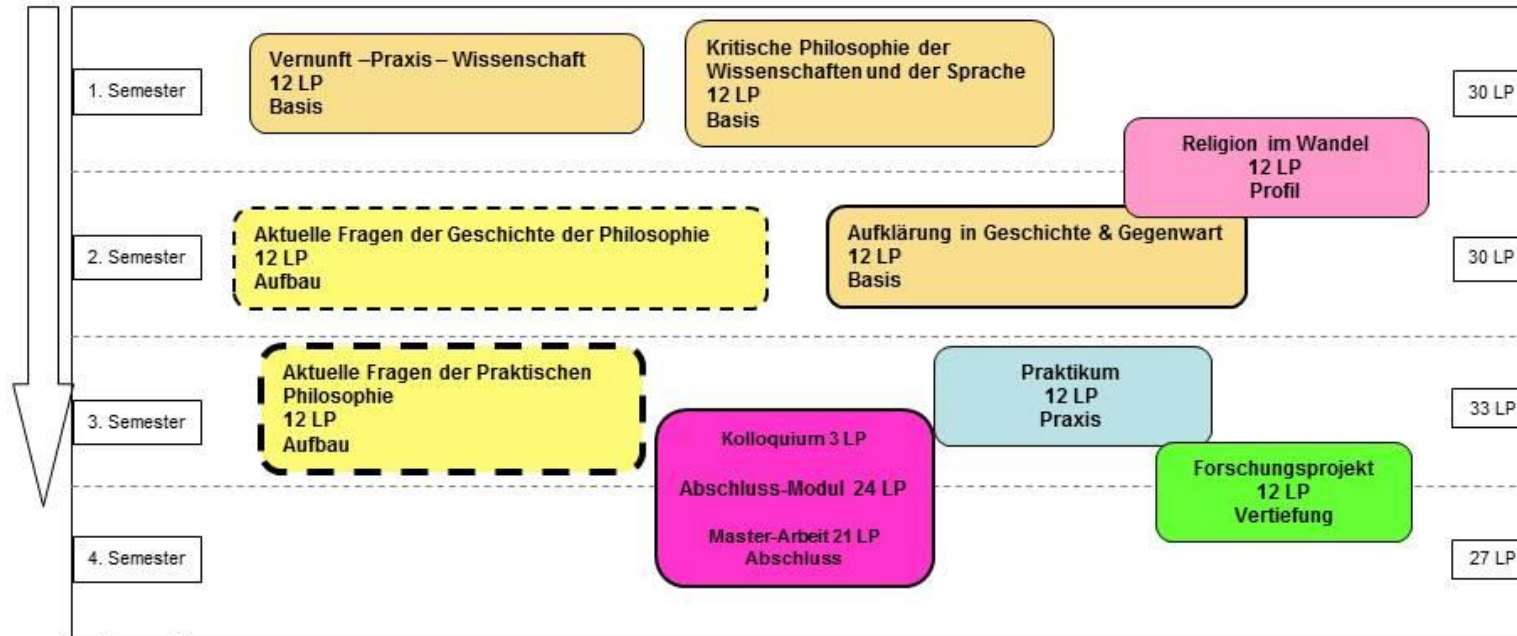 1. Semester
Vernunft –Praxis – Wissenschaft
12 LP
Basis
Kritische Philosophie der
Wissenschaften und der Sprache
12 LP
Basis
30 LP
Religion im Wandel
12 LP
Profil
2. Semester
Aktuelle Fragen der Geschichte der Philosophie
12 LP
Aufbau
Aufklärung in Geschichte & Gegenwart
12 LP
Basis
30 LP
3. Semester
Aktuelle Fragen der Praktischen
Philosophie
12 LP
Aufbau
Praktikum
12 LP
Praxis
33 LP
Kolloquium 3 LP
Abschluss-Modul 24 LP
Master-Arbeit 21 LP
Abschluss
Forschungsprojekt
12 LP
Vertiefung
4. Semester
27 LP